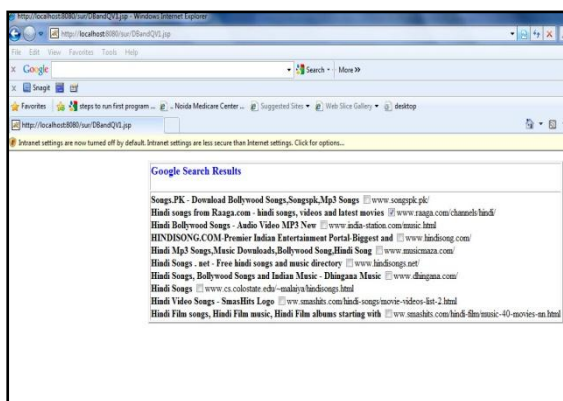 http://localhost:8080/sur/DBandQV1.jsp - Windows Internet Explorer
http://localhost:8080/sur/DBandQV1.jsp
File Edit View Favorites Tools Help
x Google Search More »
x Snagit
Favorites steps to run first program ... Noida Medicare Center ... Suggested Sites Web Slice Gallery desktop
http://localhost:8080/sur/DBandQV1.jsp
Intranet settings are now turned off by default. Intranet settings are less secure than Internet settings. Click for options...
Google Search Results
Songs.PK - Download Bollywood Songs,Songspk,Mp3 Songs www.songspk.pk/
Hindi songs from Raaga.com - hindi songs, videos and latest movies www.raaga.com/channels/hindi/
Hindi Bollywood Songs - Audio Video MP3 New www.india-station.com/music.html
HINDISONG.COM-Premier Indian Entertainment Portal-Biggest and www.hindisong.com/
Hindi Mp3 Songs,Music Downloads,Bollywood Song,Hindi Song www.musicmaza.com/
Hindi Songs . net - Free hindi songs and music directory www.hindisongs.net/
Hindi Songs, Bollywood Songs and Indian Music - Dhingana Music www.dhingana.com/
Hindi Songs www.cs.colostate.edu/~malaiya/hindisongs.html
Hindi Video Songs - SmasHits Logo ww.smashits.com/hindi-songs/movie-videos-list-2.html
Hindi Film songs, Hindi Film music, Hindi Film albums starting with ww.smashits.com/hindi-film/music-40-movies-nn.html